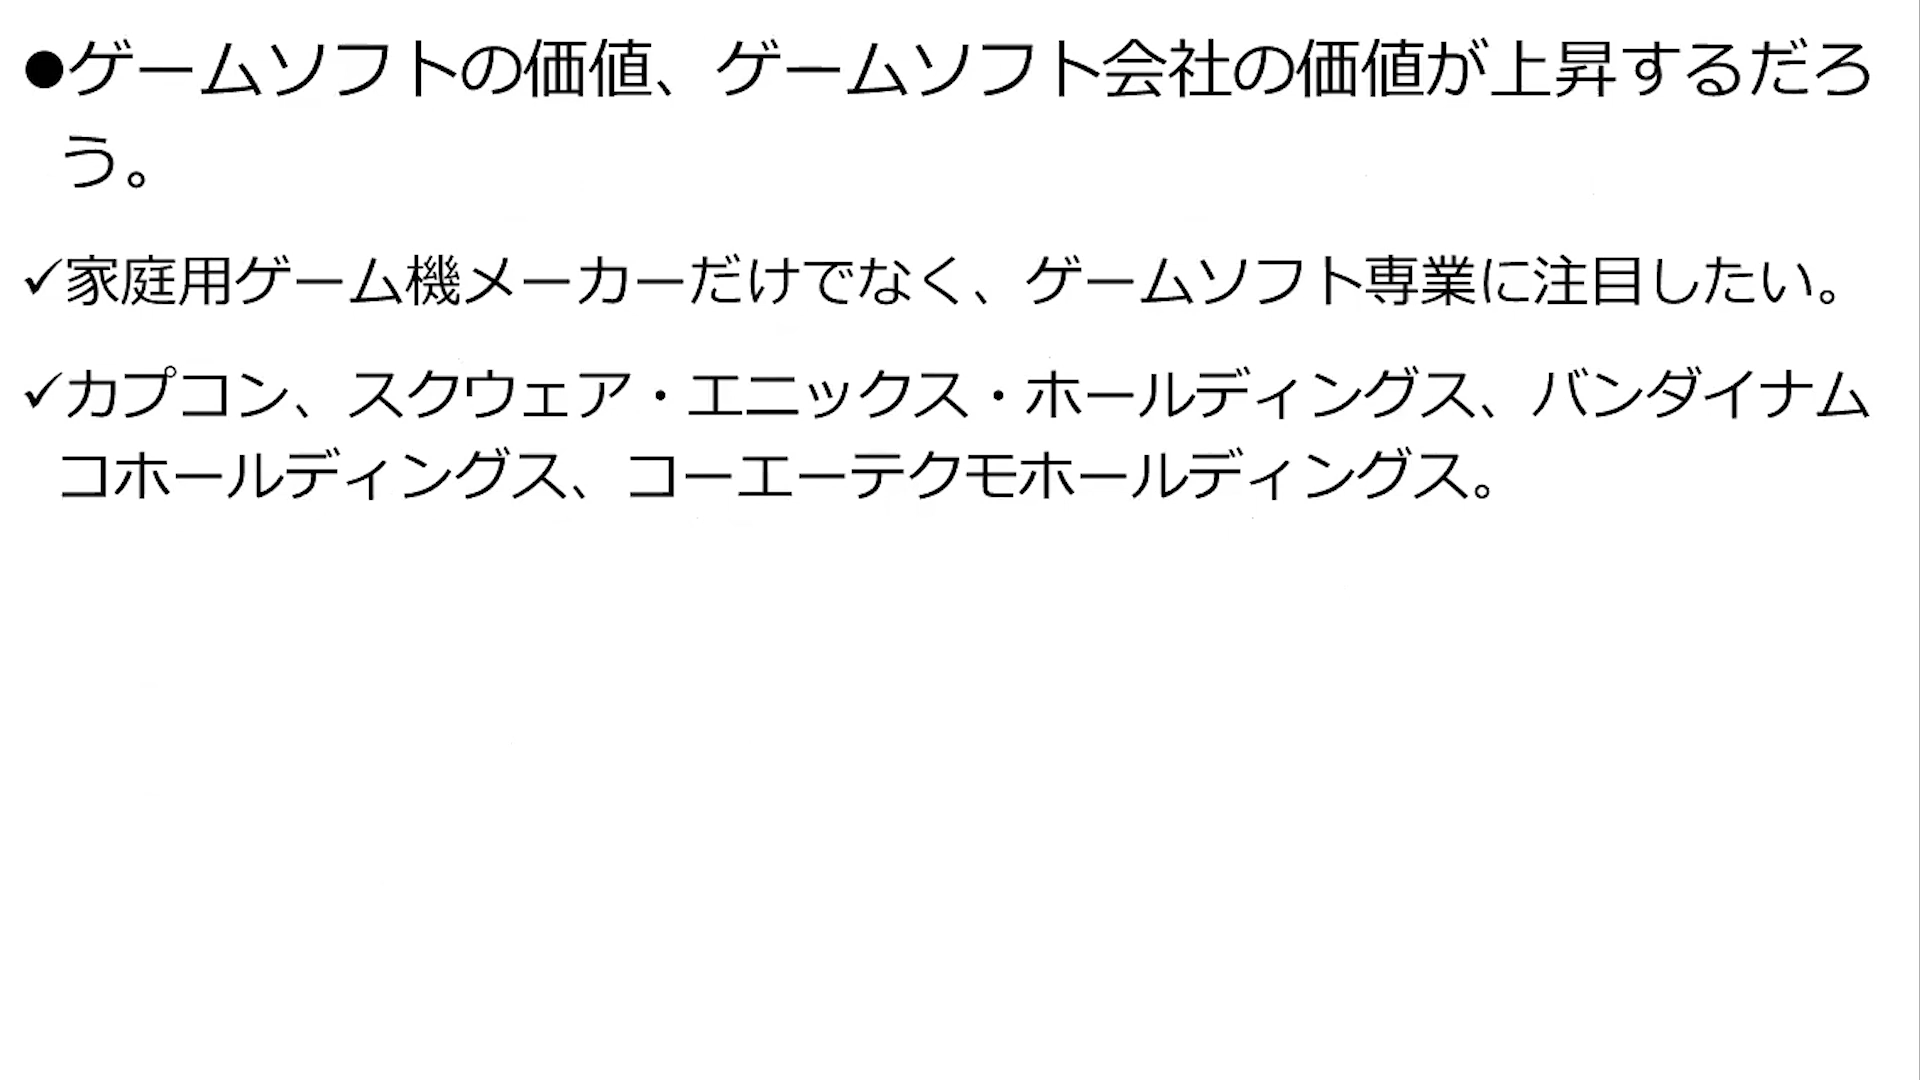 ●ゲームソフトの価値、ゲームソフト会社の価値が上昇するだろ
う。
✓家庭用ゲーム機メーカーだけでなく、ゲームソフト専業に注目したい。
✓カプコン、スクウェア・エニックス・ホールディングス、バンダイナム
コホールディングス、コーエーテクモホールディングス。